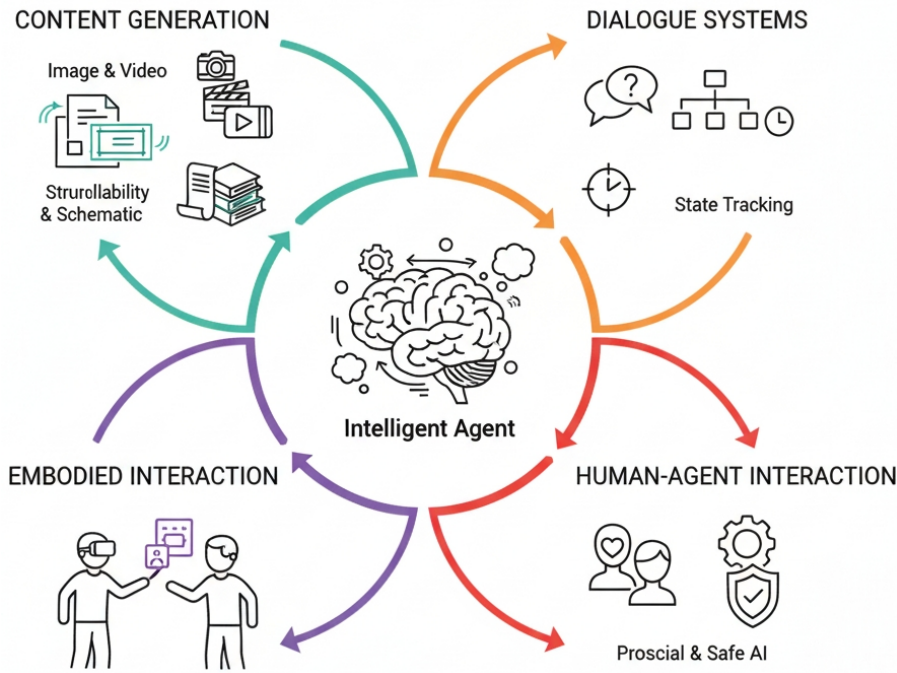 CONTENT GENERATION
Image & Video
Strurollability
& Schematic
DIALOGUE SYSTEMS
?
State Tracking
Intelligent Agent
EMBODIED INTERACTION
HUMAN-AGENT INTERACTION
Proscial & Safe AI